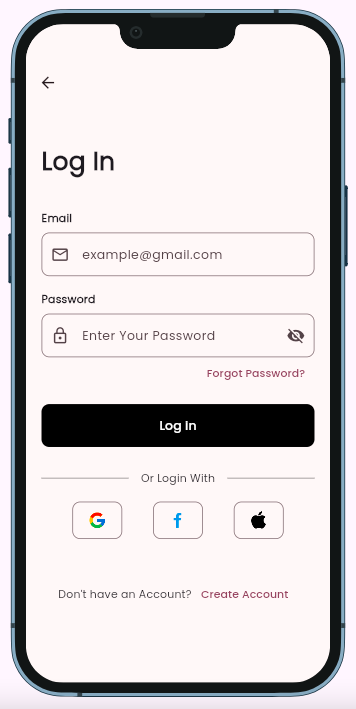 Log In
Email
example@gmail.com
Password
Enter Your Password
Forgot Password?
Log In
Or Login With
Don't have an Account? Create Account